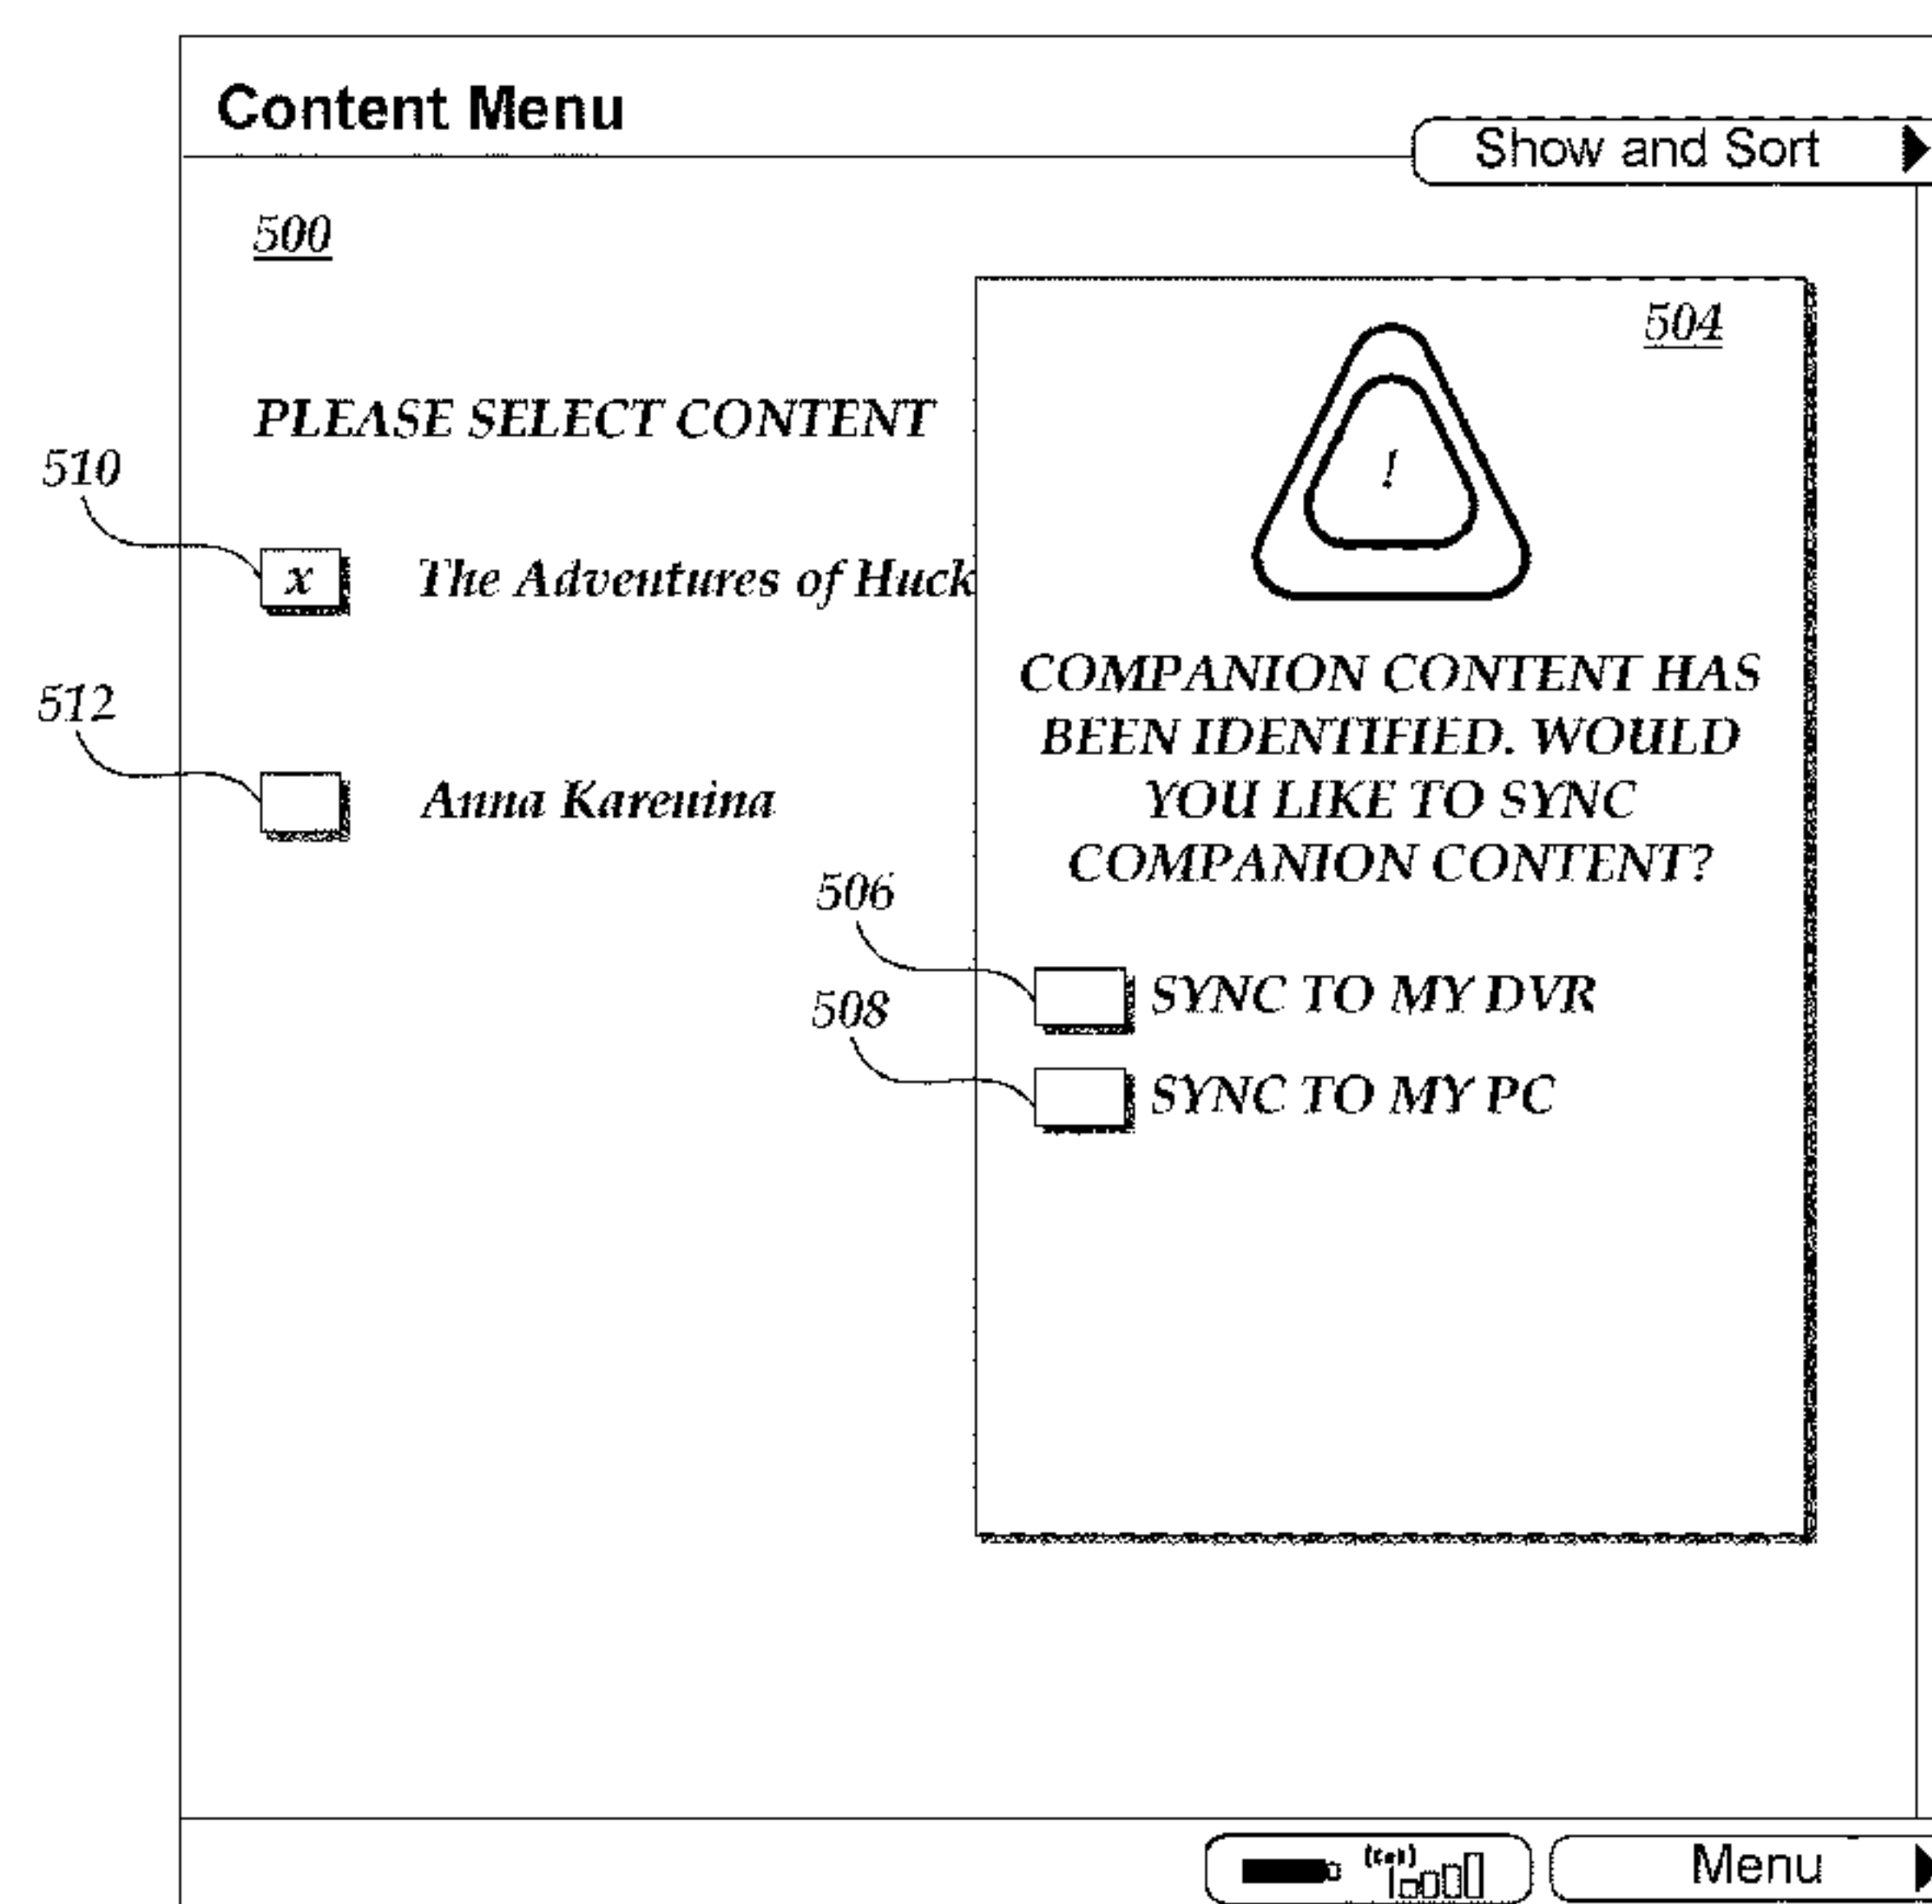 Content Menu
Show and Sort
500
504
PLEASE SELECT CONTENT
!
510
x The Adventures of Huck
COMPANION CONTENT HAS
BEEN IDENTIFIED. WOULD
YOU LIKE TO SYNC
COMPANION CONTENT?
512
Anna Karenina
506
SYNC TO MY DVR
508
SYNC TO MY PC
Menu